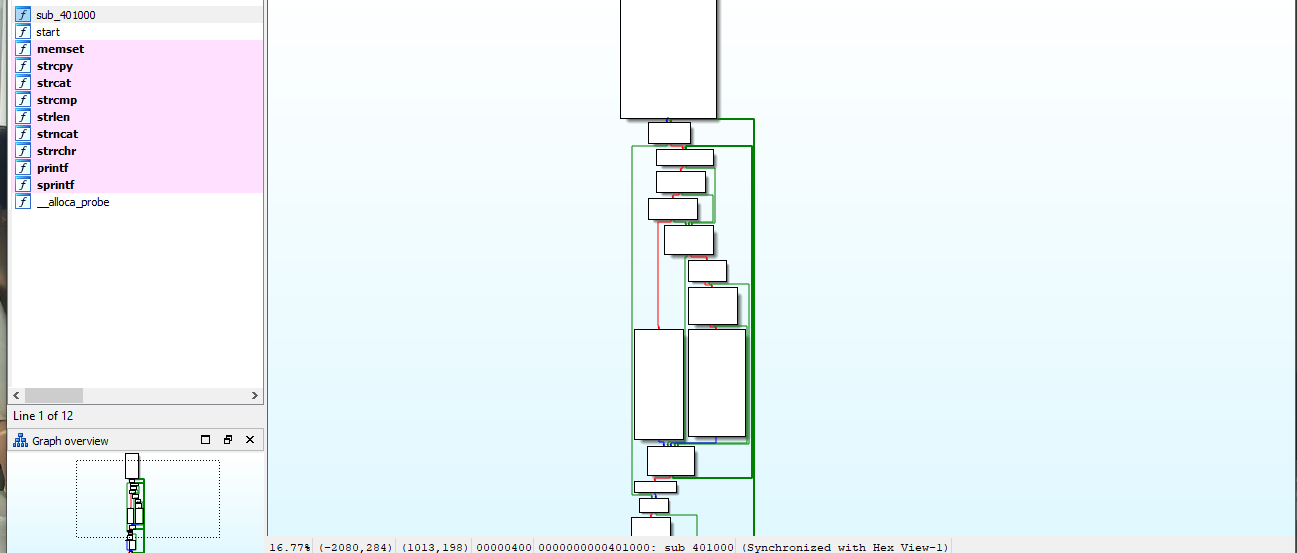 sub_401000
start
memset
strcpy
strcat
strcmp
strlen
strncat
strrchr
printf
sprintf
__alloca_probe
Line 1 of 12
Graph overview
16.77% (-2080,284) (1013,198) 00000400 0000000000401000: sub_401000 (Synchronized with Hex View-1)